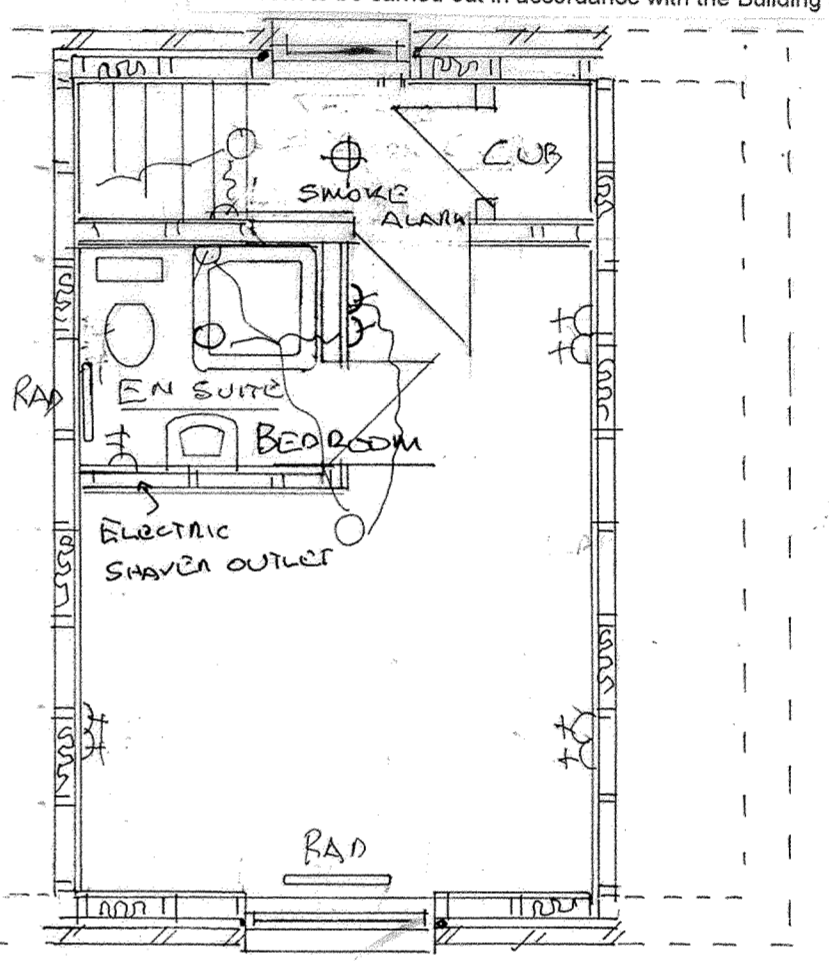 to be carried out in accordance with the Building
CUB
SMOKE
ALARM
RAD
EN SUITE
BEDROOM
ELECTRIC
SHAVER OUTLET
RAD